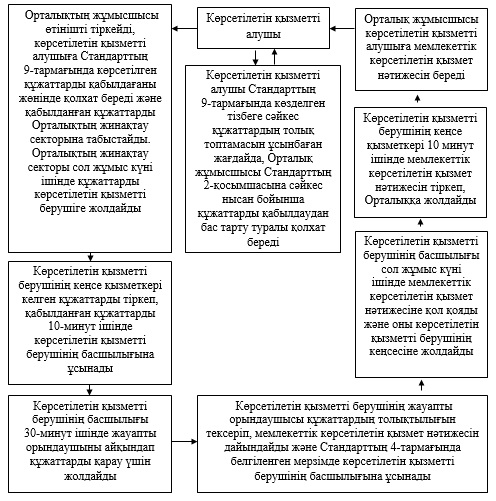 Орталықтың жұмысшысы
өтінішті тіркейді,
көрсетілетін қызметті
алушыға Стандарттың
9-тармағында көрсетілген
құжаттарды қабылдағаны
жөнінде қолхат береді және
қабылданған құжаттарды
Орталықтың жинақтау
секторына табыстайды.
Орталықтың жинақтау
секторы сол жұмыс күні
ішінде құжаттарды
көрсетілетін қызметті
берушіге жолдайды
Көрсетілетін қызметті
алушы
Көрсетілетін қызметті
алушы Стандарттың
9-тармағында көзделген
тізбеге сәйкес
құжаттардың толық
топтамасын ұсынбаған
жағдайда, Орталық
жұмысшысы Стандарттың
2-қосымшасына сәйкес
нысан бойынша
құжаттарды қабылдаудан
бас тарту туралы қолхат
береді
Орталық жұмысшысы
көрсетілетін қызметті
алушыға мемлекеттік
көрсетілетін қызмет
нәтижесін береді
Көрсетілетін қызметті
берушінің кеңсе
қызметкері 10 минут
ішінде мемлекеттік
көрсетілетін қызмет
нәтижесін тіркеп,
Орталыққа жолдайды
Көрсетілетін қызметті
берушінің басшылығы
сол жұмыс күні
ішінде мемлекеттік
көрсетілетін қызмет
нәтижесіне қол қояды
және оны көрсетілетін
қызметті берушінің
кеңсесіне жолдайды
Көрсетілетін қызметті
берушінің кеңсе қызметкері
келген құжаттарды тіркеп,
қабылданған құжаттарды
10-минут ішінде
көрсетілетін қызметті
берушінің басшылығына
ұсынады
Көрсетілетін қызметті
берушінің басшылығы
30-минут ішінде жауапты
орындаушыны айқындап
құжаттарды қарау үшін
жолдайды
Көрсетілетін қызметті берушінің жауапты
орындаушысы құжаттардың толықтылығын
тексеріп, мемлекеттік көрсетілетін қызмет нәтижесін
дайындайды және Стандарттың 4-тармағында
белгіленген мерзімде көрсетілетін қызметті
берушінің басшылығына ұсынады